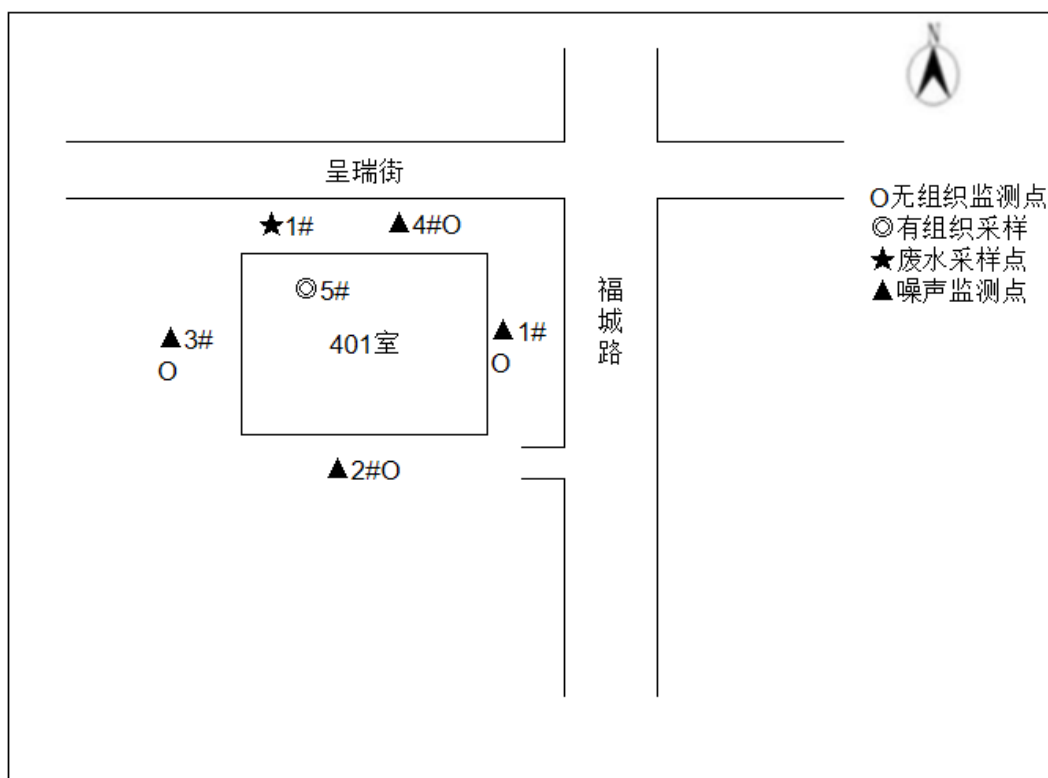 N
呈瑞街
O无组织监测点
◎有组织采样
★废水采样点
▲噪声监测点
★1#
▲4#O
◎5#
401室
▲3#
O
▲1#
O
▲2#O
福
城
路